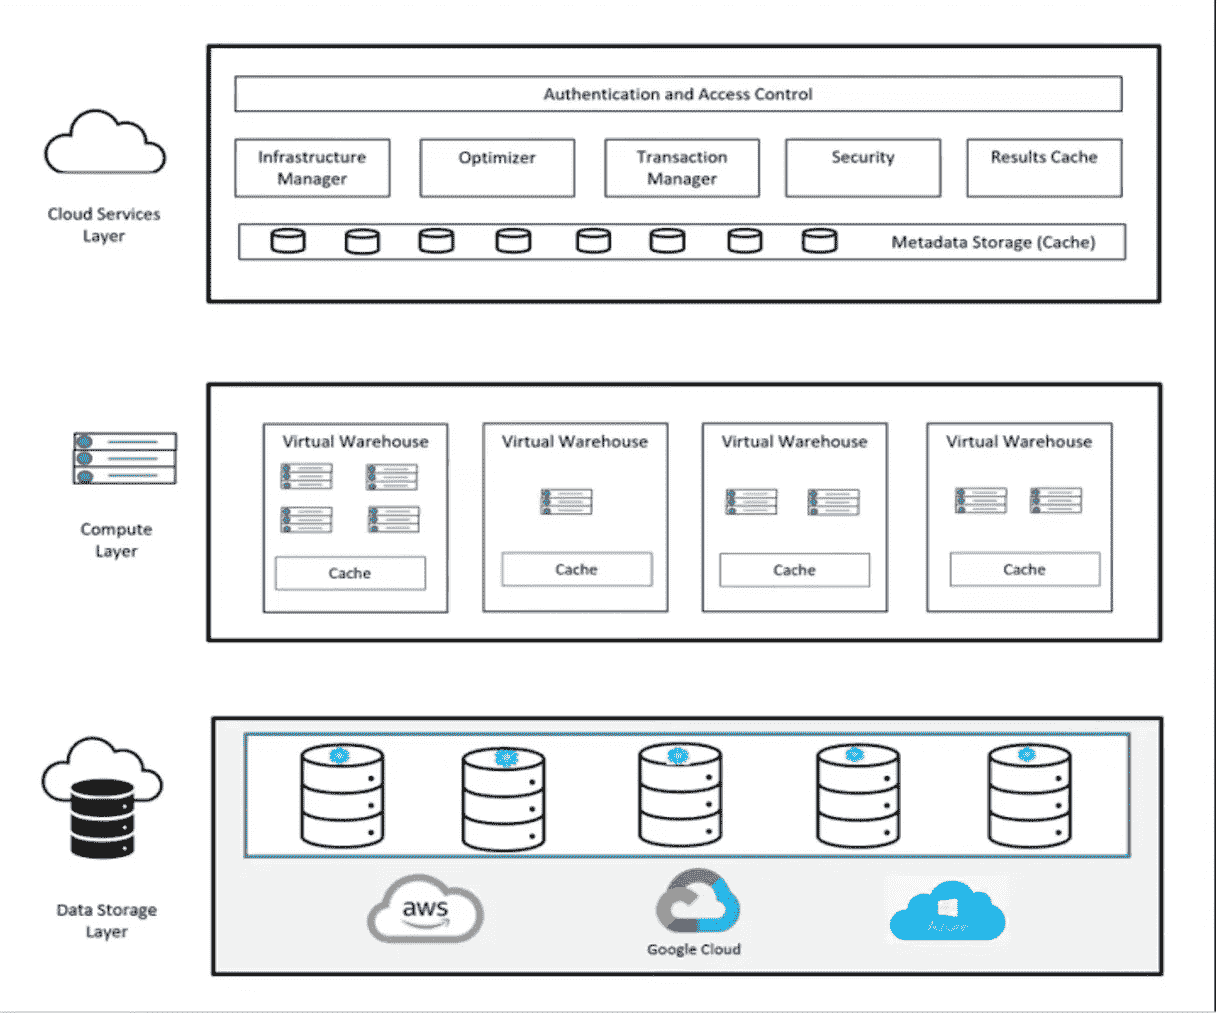 Authentication and Access Control
Infrastructure
Manager
Optimizer
Transaction
Manager
Security
Results Cache
Cloud Services
Layer
Metadata Storage (Cache)
Virtual Warehouse
Virtual Warehouse
Virtual Warehouse
Virtual Warehouse
Compute
Layer
Cache
Cache
Cache
Cache
Data Storage
Layer
aws
Google Cloud
Azure